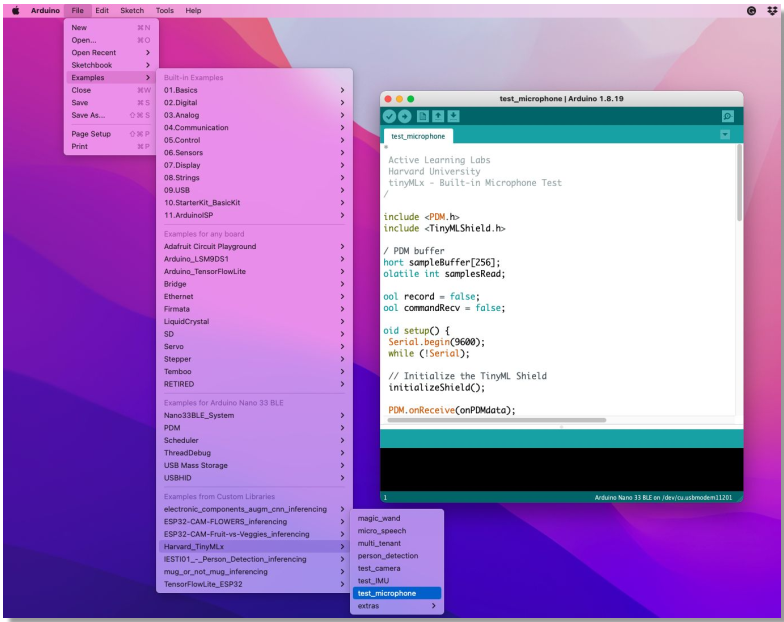 Arduino File Edit Sketch Tools Help
New ⌘N
Open... ⌘O
Open Recent >
Sketchbook >
Examples >
Close ⌘W
Save ⌘S
Save As... ⇧⌘S
Page Setup ⇧⌘P
Print ⌘P
Built-in Examples
01.Basics >
02.Digital >
03.Analog >
04.Communication >
05.Control >
06.Sensors >
07.Display >
08.Strings >
09.USB >
10.StarterKit_BasicKit >
11.ArduinoISP >
Examples for any board
Adafruit Circuit Playground >
Arduino_LSM9DS1 >
Arduino_TensorFlowLite >
Bridge >
Ethernet >
Firmata >
LiquidCrystal >
SD >
Servo >
Stepper >
Temboo >
RETIRED >
Examples for Arduino Nano 33 BLE
Nano33BLE_System >
PDM >
Scheduler >
ThreadDebug >
USB Mass Storage >
USBHID >
Examples from Custom Libraries
electronic_components_augm_cnn_inferencing >
ESP32-CAM-FLOWERS_inferencing >
ESP32-CAM-Fruit-vs-Veggies_inferencing >
Harvard_TinyMLx >
IESTI01_-_Person_Detection_inferencing >
mug_or_not_mug_inferencing >
TensorFlowLite_ESP32 >
magic_wand
micro_speech
multi_tenant
person_detection
test_camera
test_IMU
test_microphone
extras >
test_microphone | Arduino 1.8.19
test_microphone
*
Active Learning Labs
Harvard University
tinyMLx - Built-in Microphone Test
/
include <PDM.h>
include <TinyMLShield.h>
/ PDM buffer
hort sampleBuffer[256];
olatile int samplesRead;
ool record = false;
ool commandRecv = false;
oid setup() {
Serial.begin(9600);
while (!Serial);
// Initialize the TinyML Shield
initializeShield();
PDM.onReceive(onPDMdata);
1 Arduino Nano 33 BLE on /dev/cu.usbmodem11201